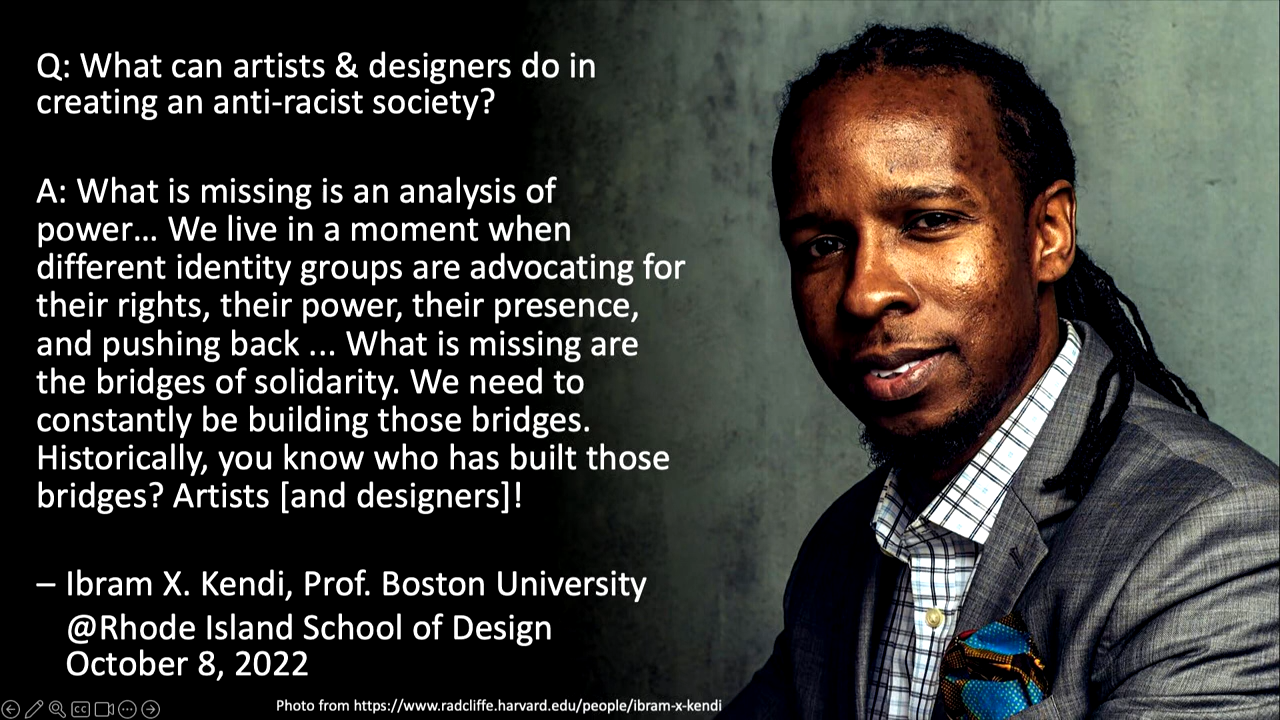 Q: What can artists & designers do in
creating an anti-racist society?
A: What is missing is an analysis of
power... We live in a moment when
different identity groups are advocating for
their rights, their power, their presence,
and pushing back ... What is missing are
the bridges of solidarity. We need to
constantly be building those bridges.
Historically, you know who has built those
bridges? Artists [and designers]!
– Ibram X. Kendi, Prof. Boston University
@Rhode Island School of Design
October 8, 2022
CC
Photo from https://www.radcliffe.harvard.edu/people/ibram-x-kendi